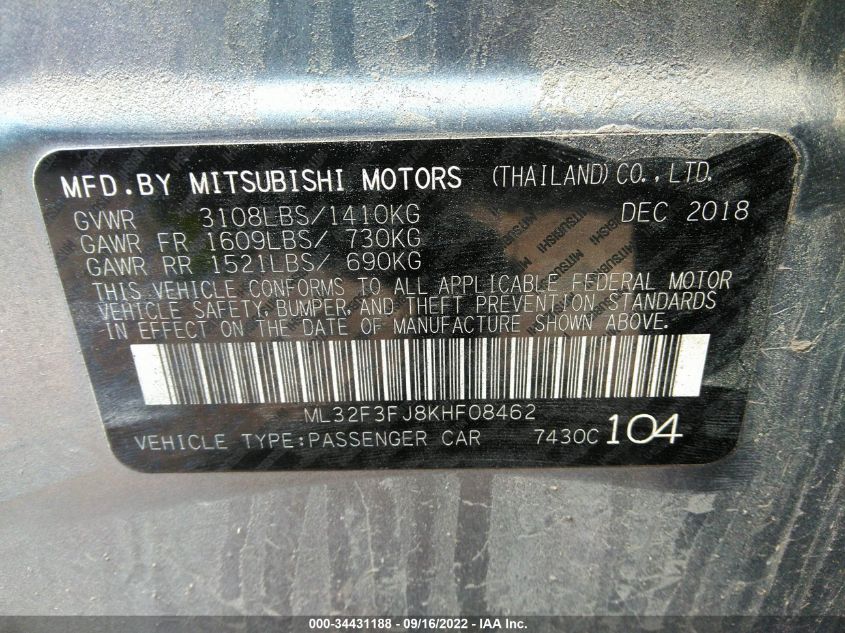 MFD.BY MITSUBISHI MOTORS (THAILAND) CO.,LTD.
GVWR 3108LBS/1410KG DEC 2018
GAWR FR 1609LBS/ 730KG
GAWR RR 1521LBS/ 690KG
THIS VEHICLE CONFORMS TO ALL APPLICABLE FEDERAL MOTOR
VEHICLE SAFETY,BUMPER,AND THEFT PREVENTION STANDARDS
IN EFFECT ON THE DATE OF MANUFACTURE SHOWN ABOVE.
ML32F3FJ8KHF08462
VEHICLE TYPE:PASSENGER CAR 7430C 104
000-34431188 - 09/16/2022 - IAA Inc.